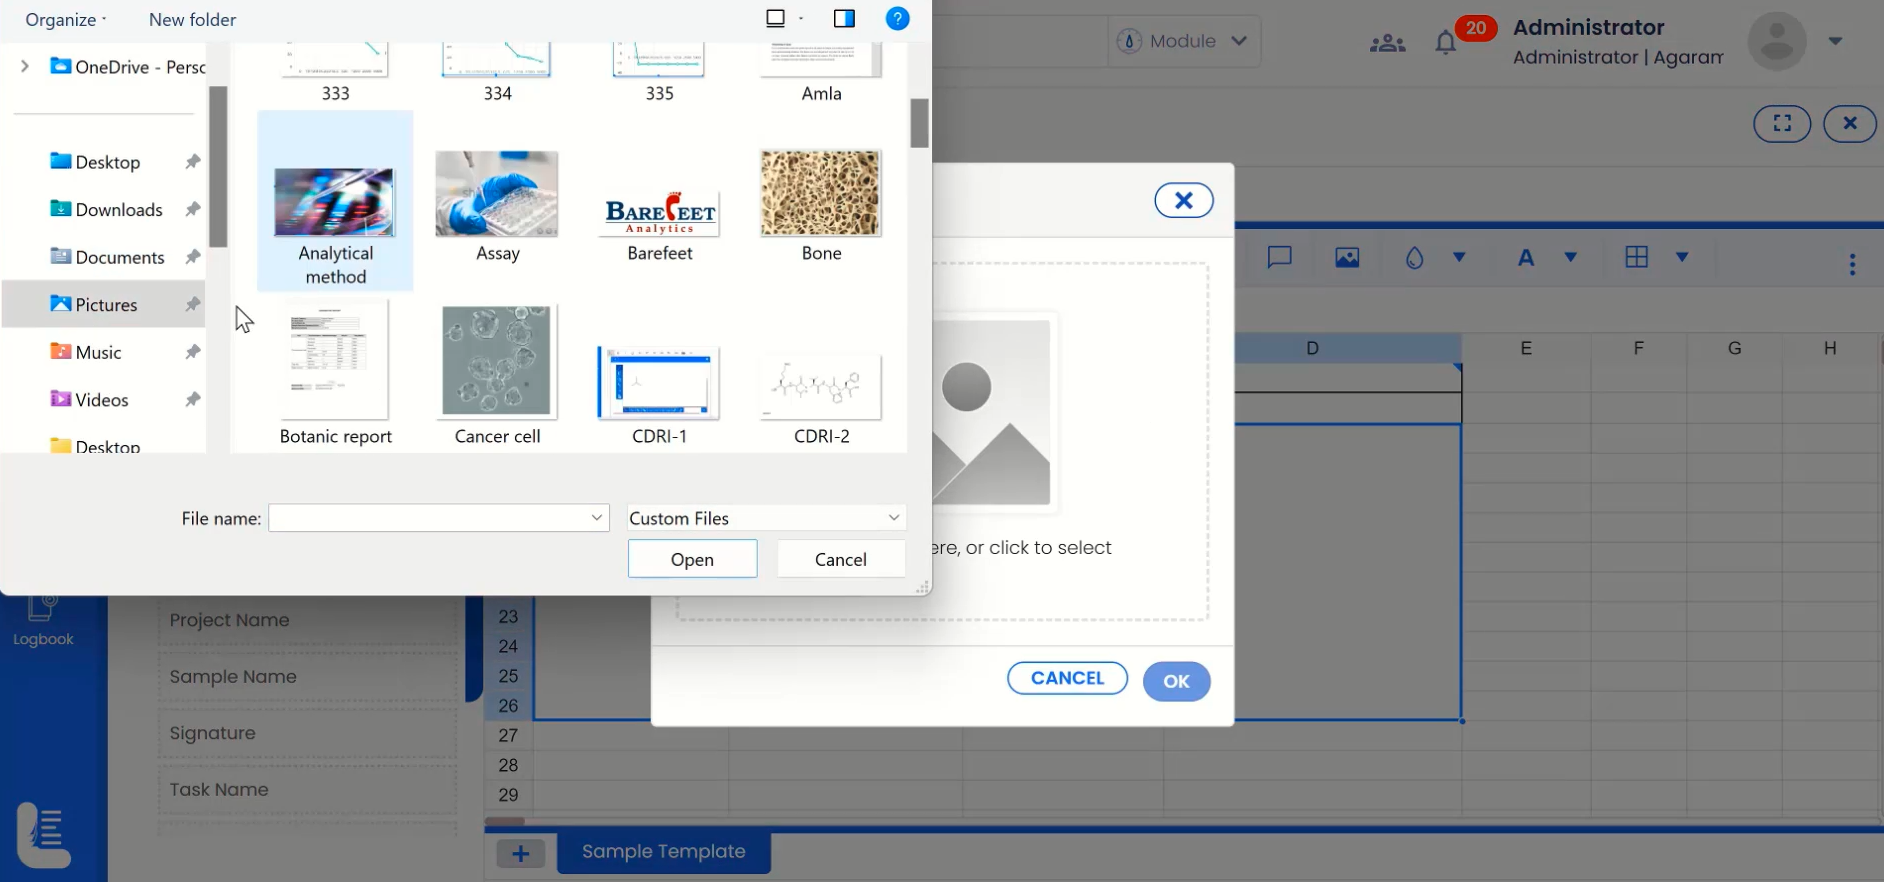 Organize
New folder
Module
20
Administrator
Administrator | Agaram
OneDrive - Perso
Desktop
Downloads
Documents
Pictures
Music
Videos
Desktop
333
334
335
Amla
Analytical
method
Assay
BAREFEET
Analytics
Barefeet
Bone
Botanic report
Cancer cell
CDRI-1
CDRI-2
File name:
Custom Files
Open
Cancel
ere, or click to select
CANCEL
OK
A
D
E
F
G
H
Logbook
Project Name
Sample Name
Signature
Task Name
23
24
25
26
27
28
29
Sample Template